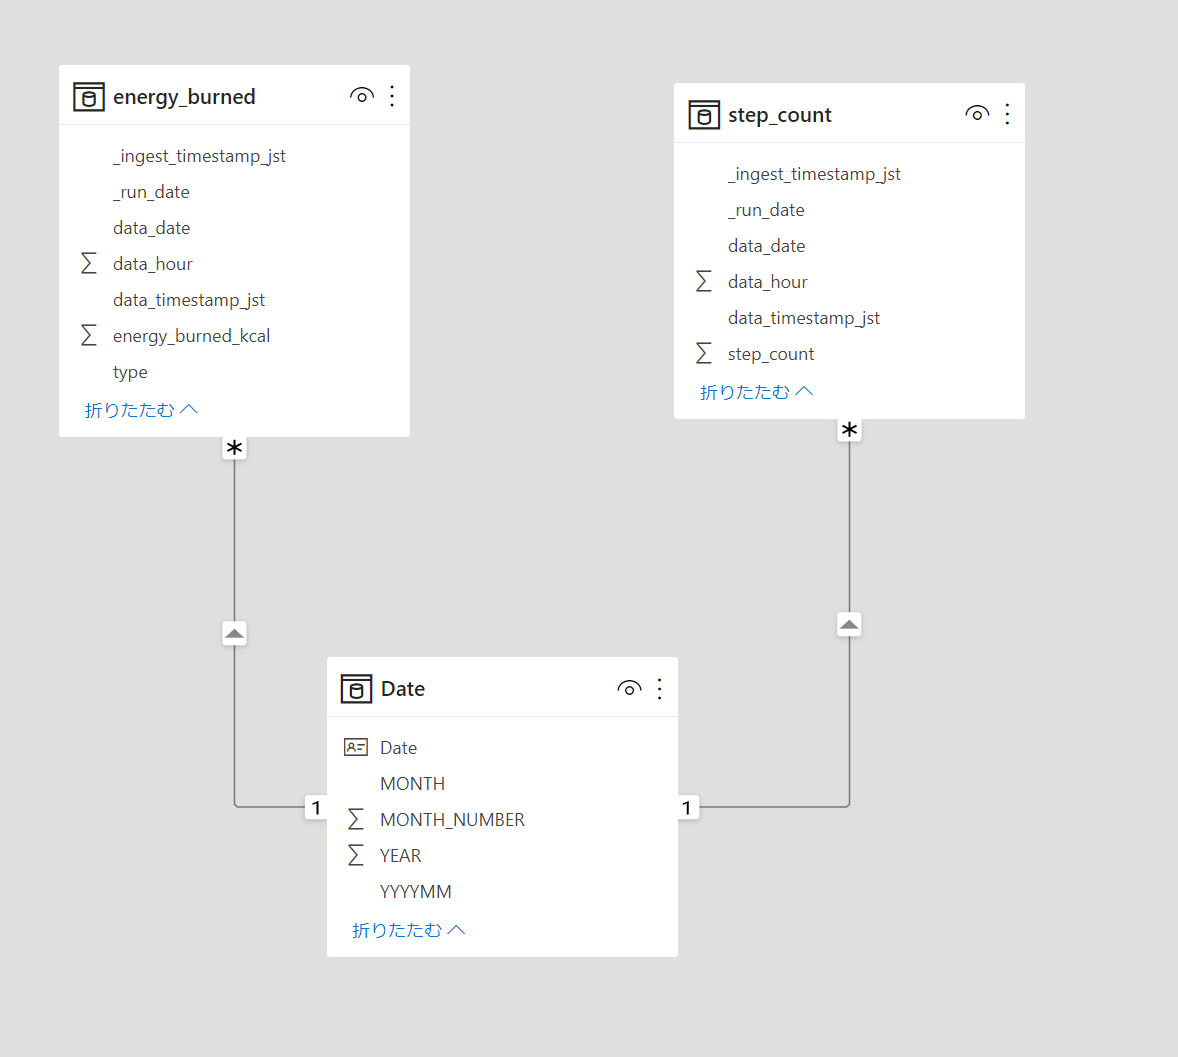 energy_burned
_ingest_timestamp_jst
_run_date
data_date
∑ data_hour
data_timestamp_jst
∑ energy_burned_kcal
type
折りたたむ
*
step_count
_ingest_timestamp_jst
_run_date
data_date
∑ data_hour
data_timestamp_jst
∑ step_count
折りたたむ
*
Date
Date
MONTH
∑ MONTH_NUMBER
∑ YEAR
YYYYMM
折りたたむ
1
1